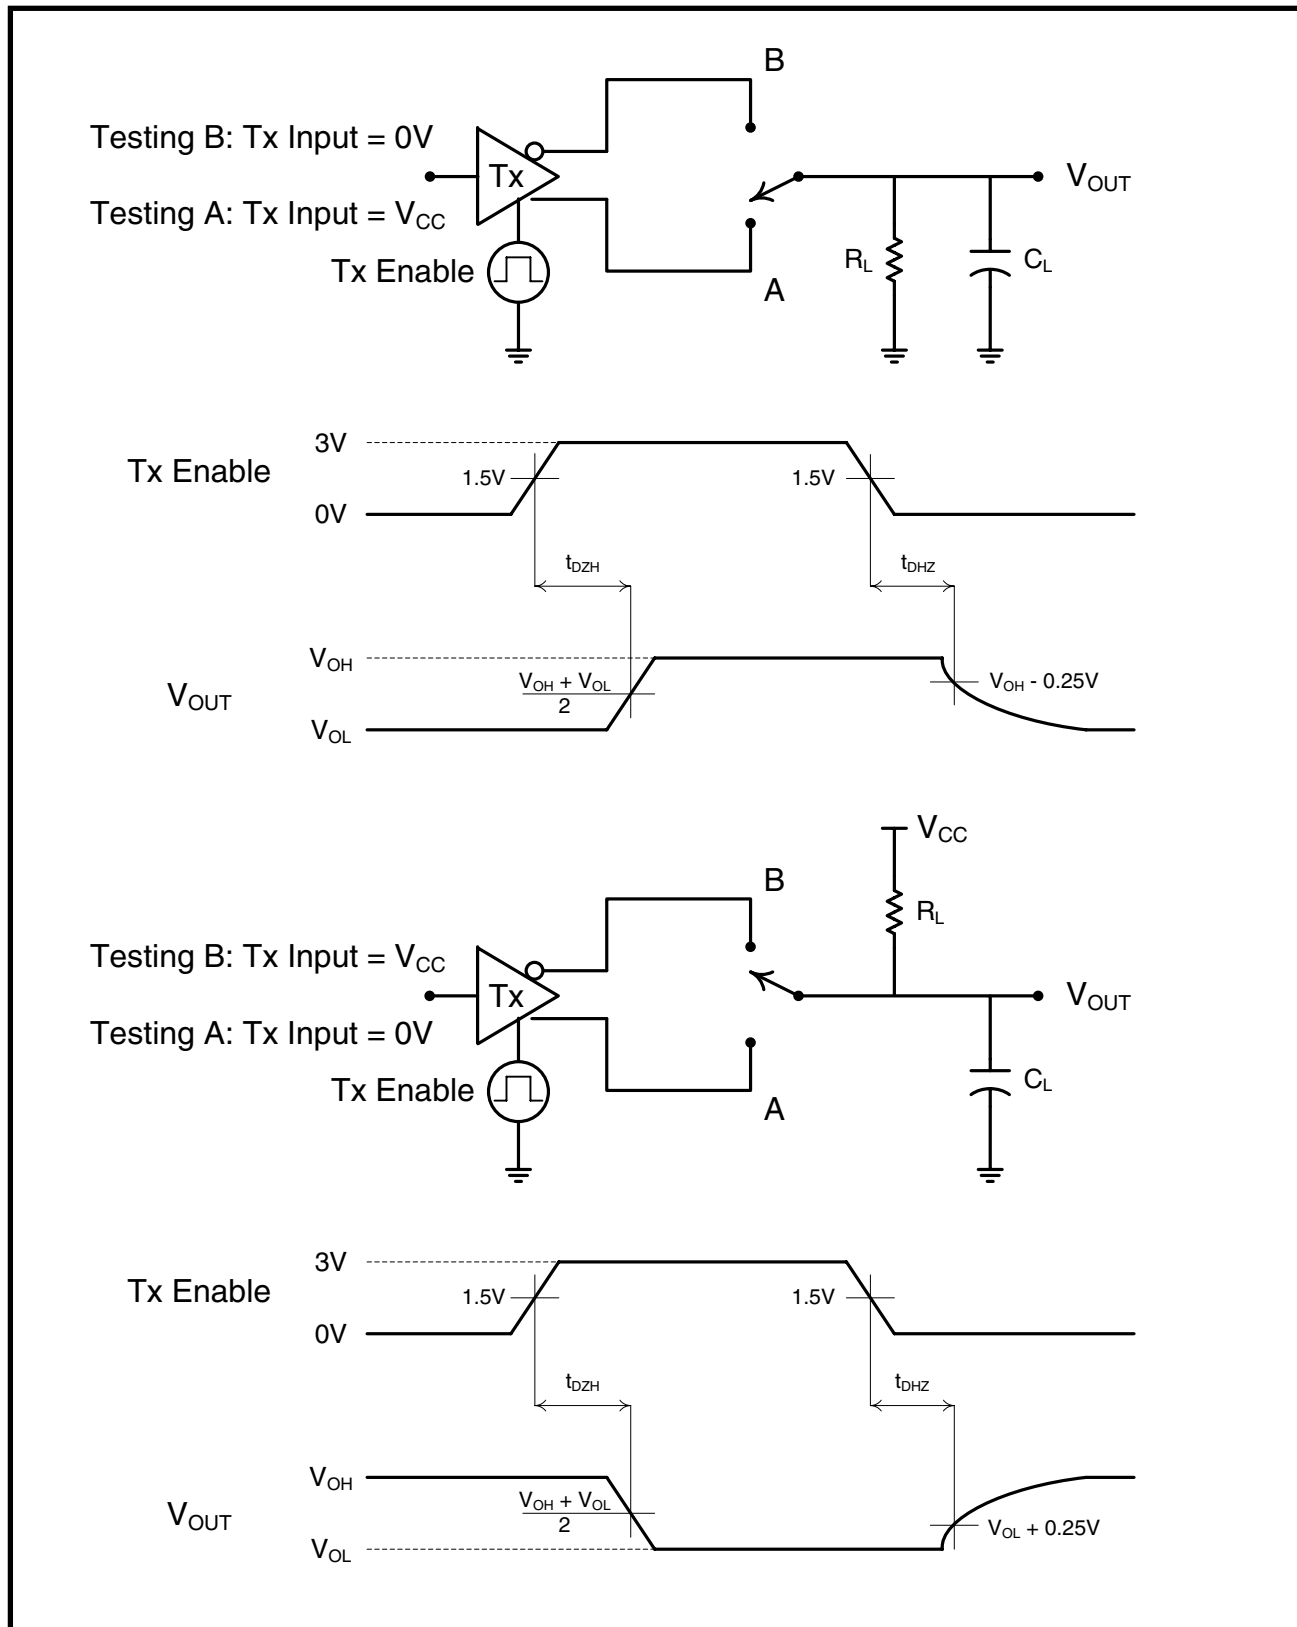 B
Testing B: Tx Input = 0V
Tx
V_OUT
Testing A: Tx Input = V_CC
Tx Enable
R_L
C_L
A
3V
Tx Enable
1.5V
1.5V
0V
t_DZH
t_DHZ
V_OH
V_OUT
V_OH + V_OL
2
V_OH - 0.25V
V_OL
V_CC
B
R_L
Testing B: Tx Input = V_CC
Tx
V_OUT
Testing A: Tx Input = 0V
Tx Enable
C_L
A
3V
Tx Enable
1.5V
1.5V
0V
t_DZH
t_DHZ
V_OH
V_OUT
V_OH + V_OL
2
V_OL + 0.25V
V_OL